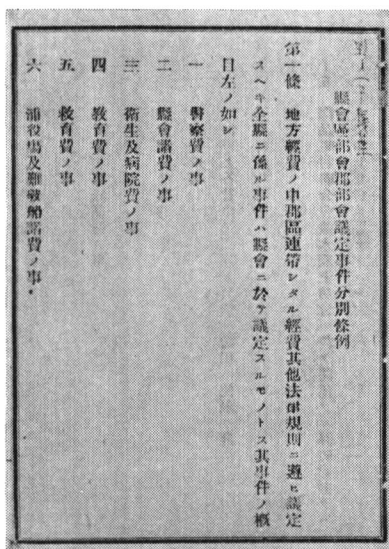 縣會區部會郡部會議定事件分別條例
第一條　地方經費ノ中郡區連帶シタル經費其他法律規則ニ遵ヒ議定
スヘキ全縣ニ係ル事件ハ縣會ニ於テ議定スルモノトス其事件ノ概
目左ノ如シ
一　警察費ノ事
二　縣會諸費ノ事
三　衛生及病院費ノ事
四　敎育費ノ事
五　救育費ノ事
六　浦役場及難破船諸費ノ事